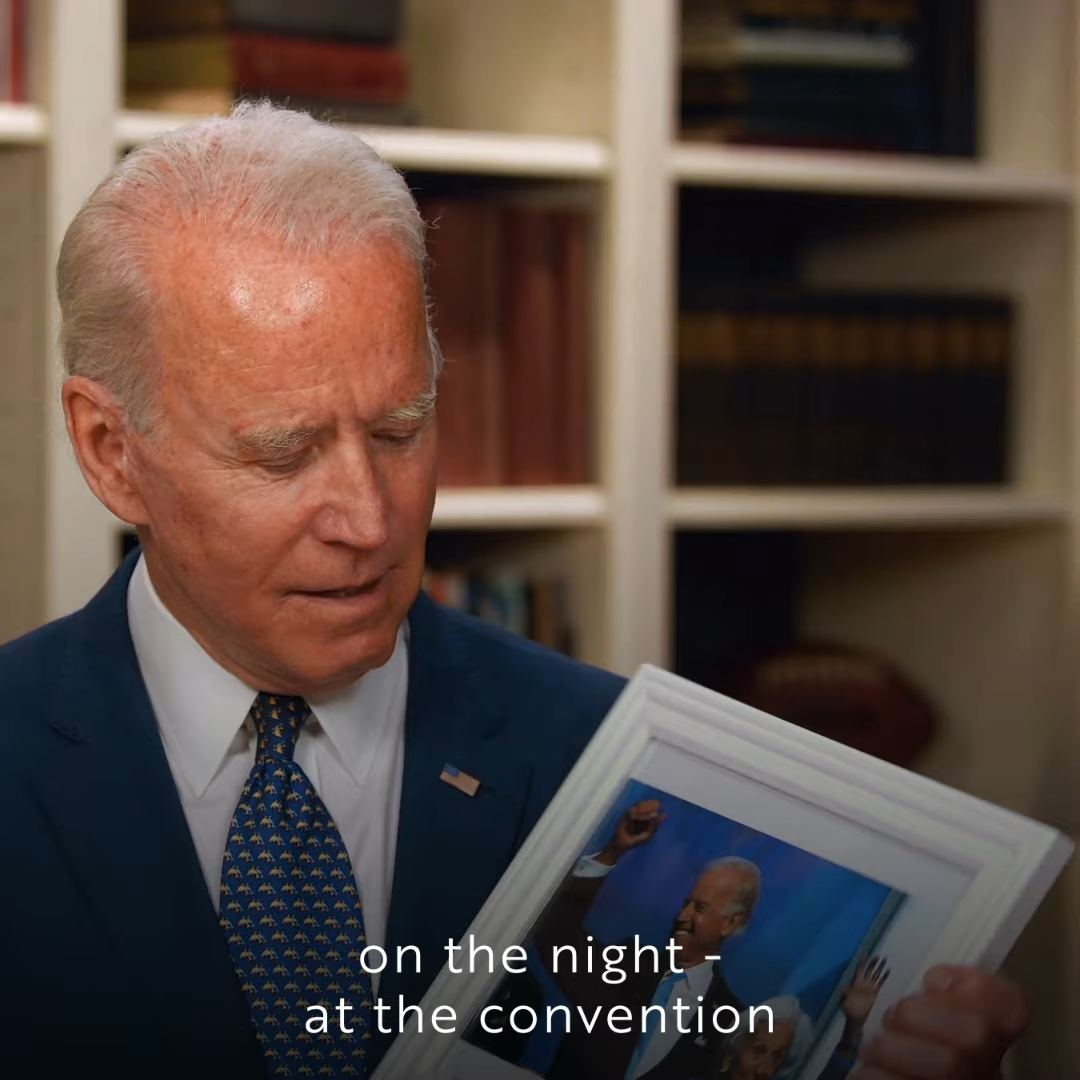 on the night -
at the convention